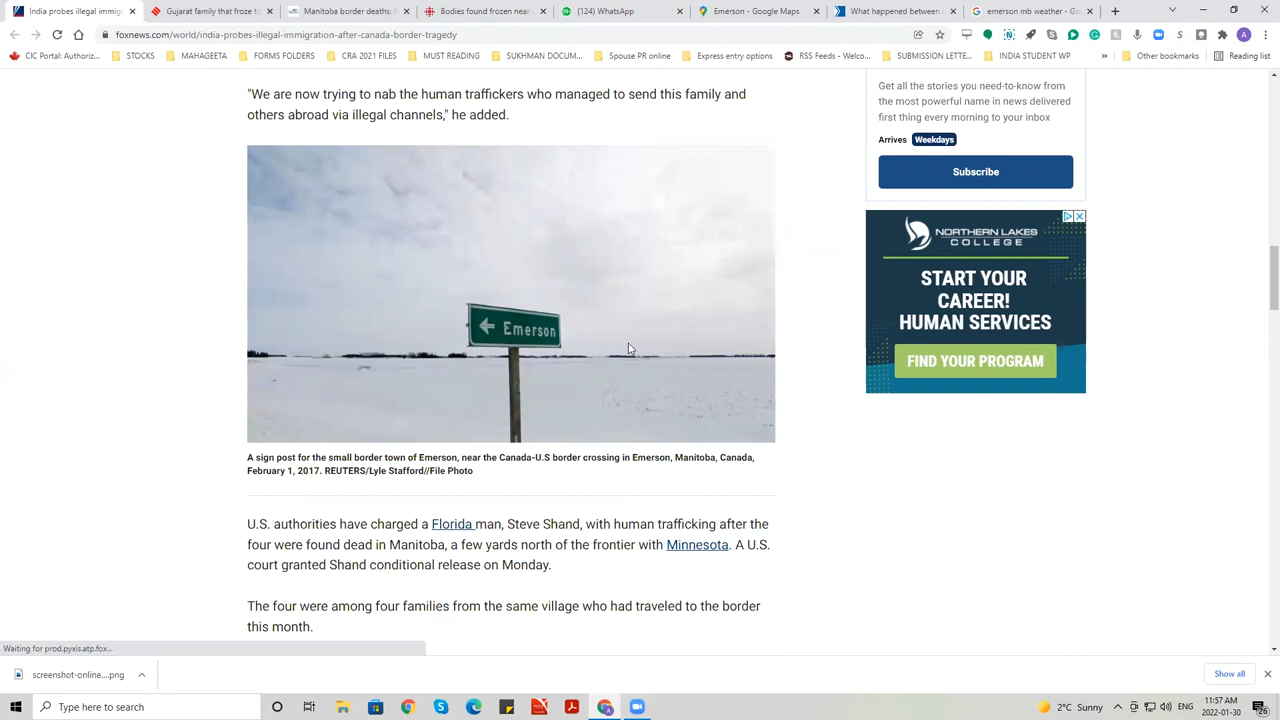 India probes illegal immigr
Gujarat family that froze to
Manitoba border deaths:
Bodies found frozen near
(124) WhatsApp
Emerson - Google Maps
What happened between
emerson mb weather - Go
foxnews.com/world/india-probes-illegal-immigration-after-canada-border-tragedy
CIC Portal: Authoriz...
STOCKS
MAHAGEETA
FORMS FOLDERS
CRA 2021 FILES
MUST READING
SUKHMAN DOCUM...
Spouse PR online
Express entry options
RSS Feeds - Welco...
SUBMISSION LETTE...
INDIA STUDENT WP
»
Other bookmarks
Reading list
"We are now trying to nab the human traffickers who managed to send this family and
others abroad via illegal channels," he added.
Emerson
A sign post for the small border town of Emerson, near the Canada-U.S border crossing in Emerson, Manitoba, Canada,
February 1, 2017. REUTERS/Lyle Stafford//File Photo
U.S. authorities have charged a Florida man, Steve Shand, with human trafficking after the
four were found dead in Manitoba, a few yards north of the frontier with Minnesota. A U.S.
court granted Shand conditional release on Monday.
The four were among four families from the same village who had traveled to the border
this month.
Get all the stories you need-to-know from
the most powerful name in news delivered
first thing every morning to your inbox
Arrives Weekdays
Subscribe
NORTHERN LAKES
COLLEGE
START YOUR
CAREER!
HUMAN SERVICES
FIND YOUR PROGRAM
Waiting for prod.pyxis.atp.fox...
screenshot-online....png
Show all
Type here to search
2°C Sunny
ENG
11:57 AM
2022-01-30